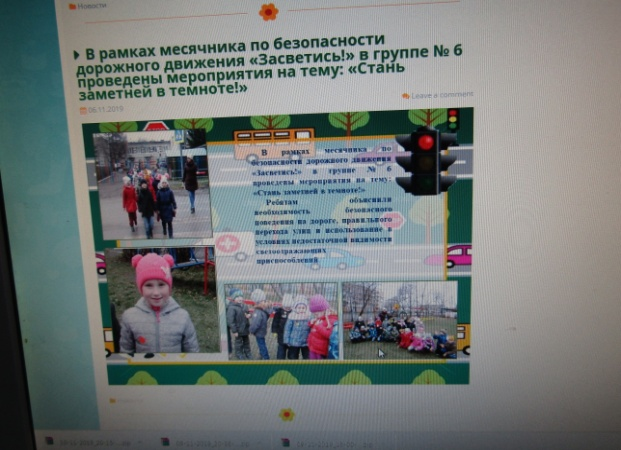 Новости
В рамках месячника по безопасности
дорожного движения «Засветись!» в группе № 6
проведены мероприятия на тему: «Стань
заметней в темноте!»
Leave a comment
06.11.2019
В рамках месячника по
безопасности дорожного движения
«Засветись!» в группе № 6
проведены мероприятия на тему:
«Стань заметней в темноте!»
Ребятам объяснили
необходимость безопасного
поведения на дороге, правильного
перехода улиц и использование в
условиях недостаточной видимости
световозвращающих
приспособлений